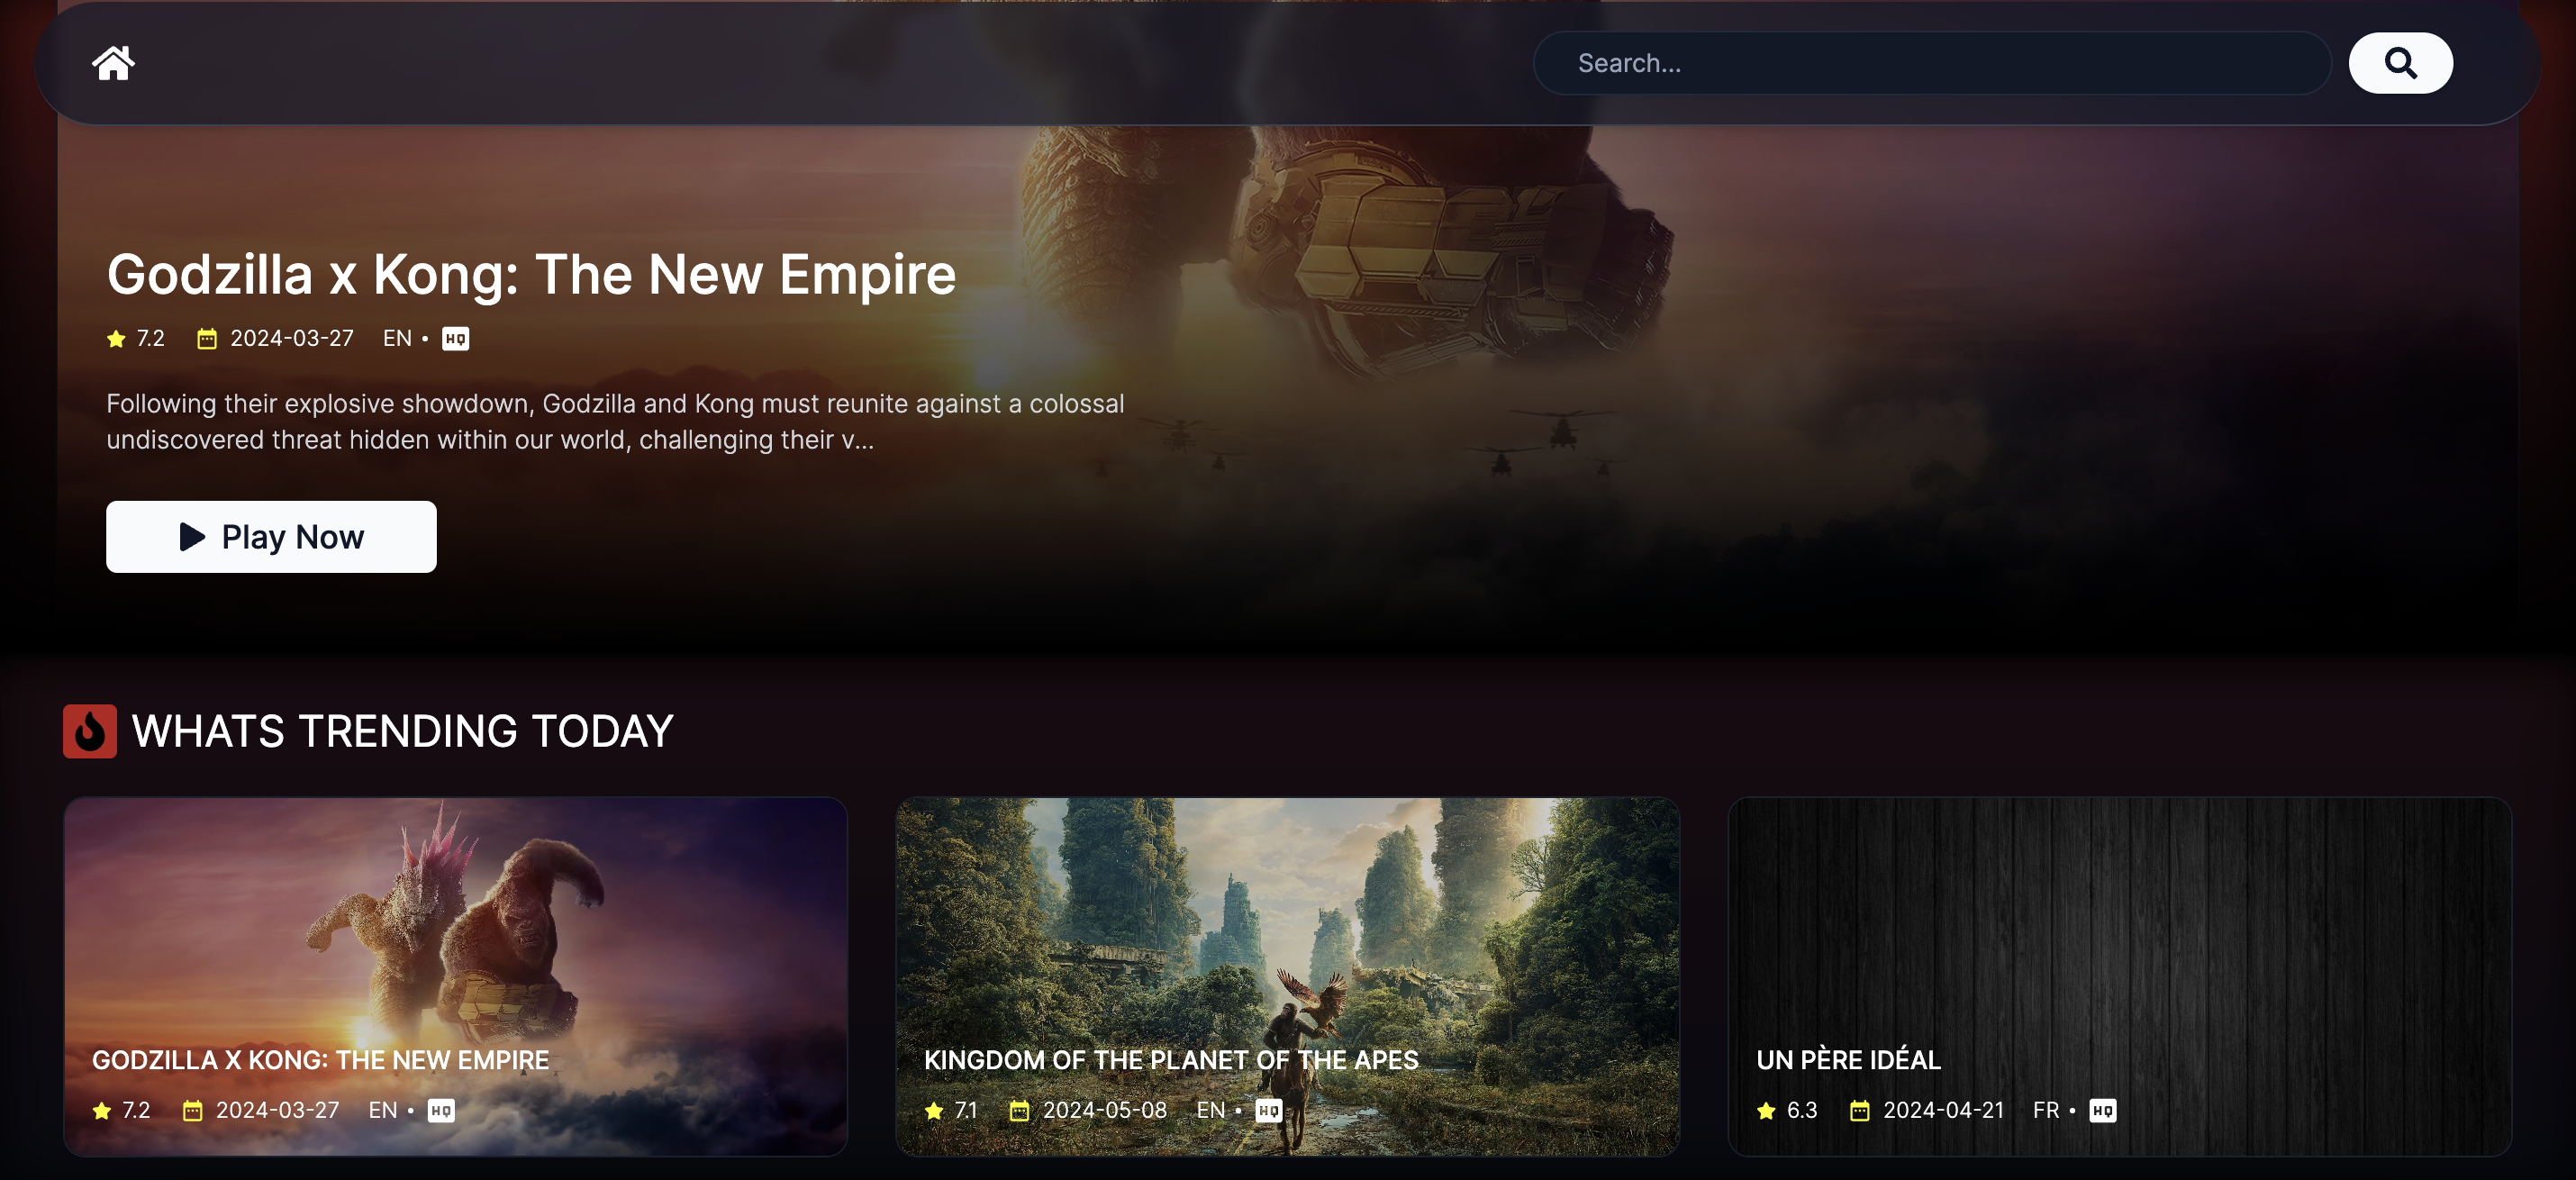 Search...
Godzilla x Kong: The New Empire
7.2 2024-03-27 EN • HQ
Following their explosive showdown, Godzilla and Kong must reunite against a colossal
undiscovered threat hidden within our world, challenging their v...
Play Now
WHATS TRENDING TODAY
GODZILLA X KONG: THE NEW EMPIRE
7.2 2024-03-27 EN • HQ
KINGDOM OF THE PLANET OF THE APES
7.1 2024-05-08 EN • HQ
UN PÈRE IDÉAL
6.3 2024-04-21 FR • HQ